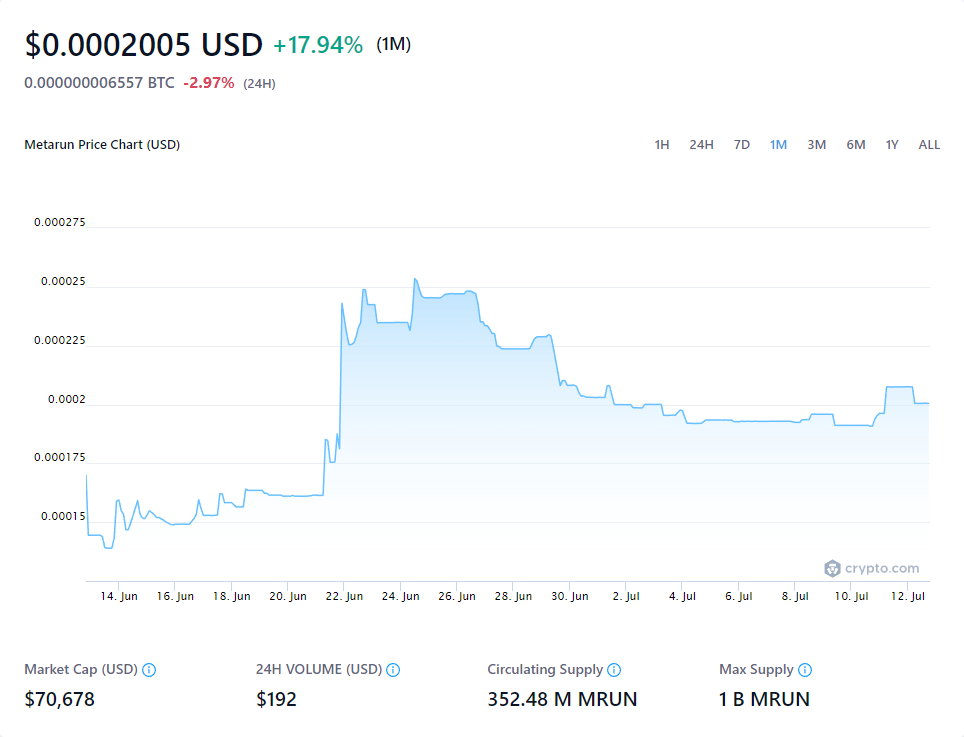 $0.0002005 USD +17.94% (1M)
0.000000006557 BTC -2.97% (24H)
Metarun Price Chart (USD)
1H 24H 7D 1M 3M 6M 1Y ALL
0.000275
0.00025
0.000225
0.0002
0.000175
0.00015
crypto.com
14. Jun 16. Jun 18. Jun 20. Jun 22. Jun 24. Jun 26. Jun 28. Jun 30. Jun 2. Jul 4. Jul 6. Jul 8. Jul 10. Jul 12. Jul
Market Cap (USD) 24H VOLUME (USD) Circulating Supply Max Supply
$70,678 $192 352.48 M MRUN 1 B MRUN